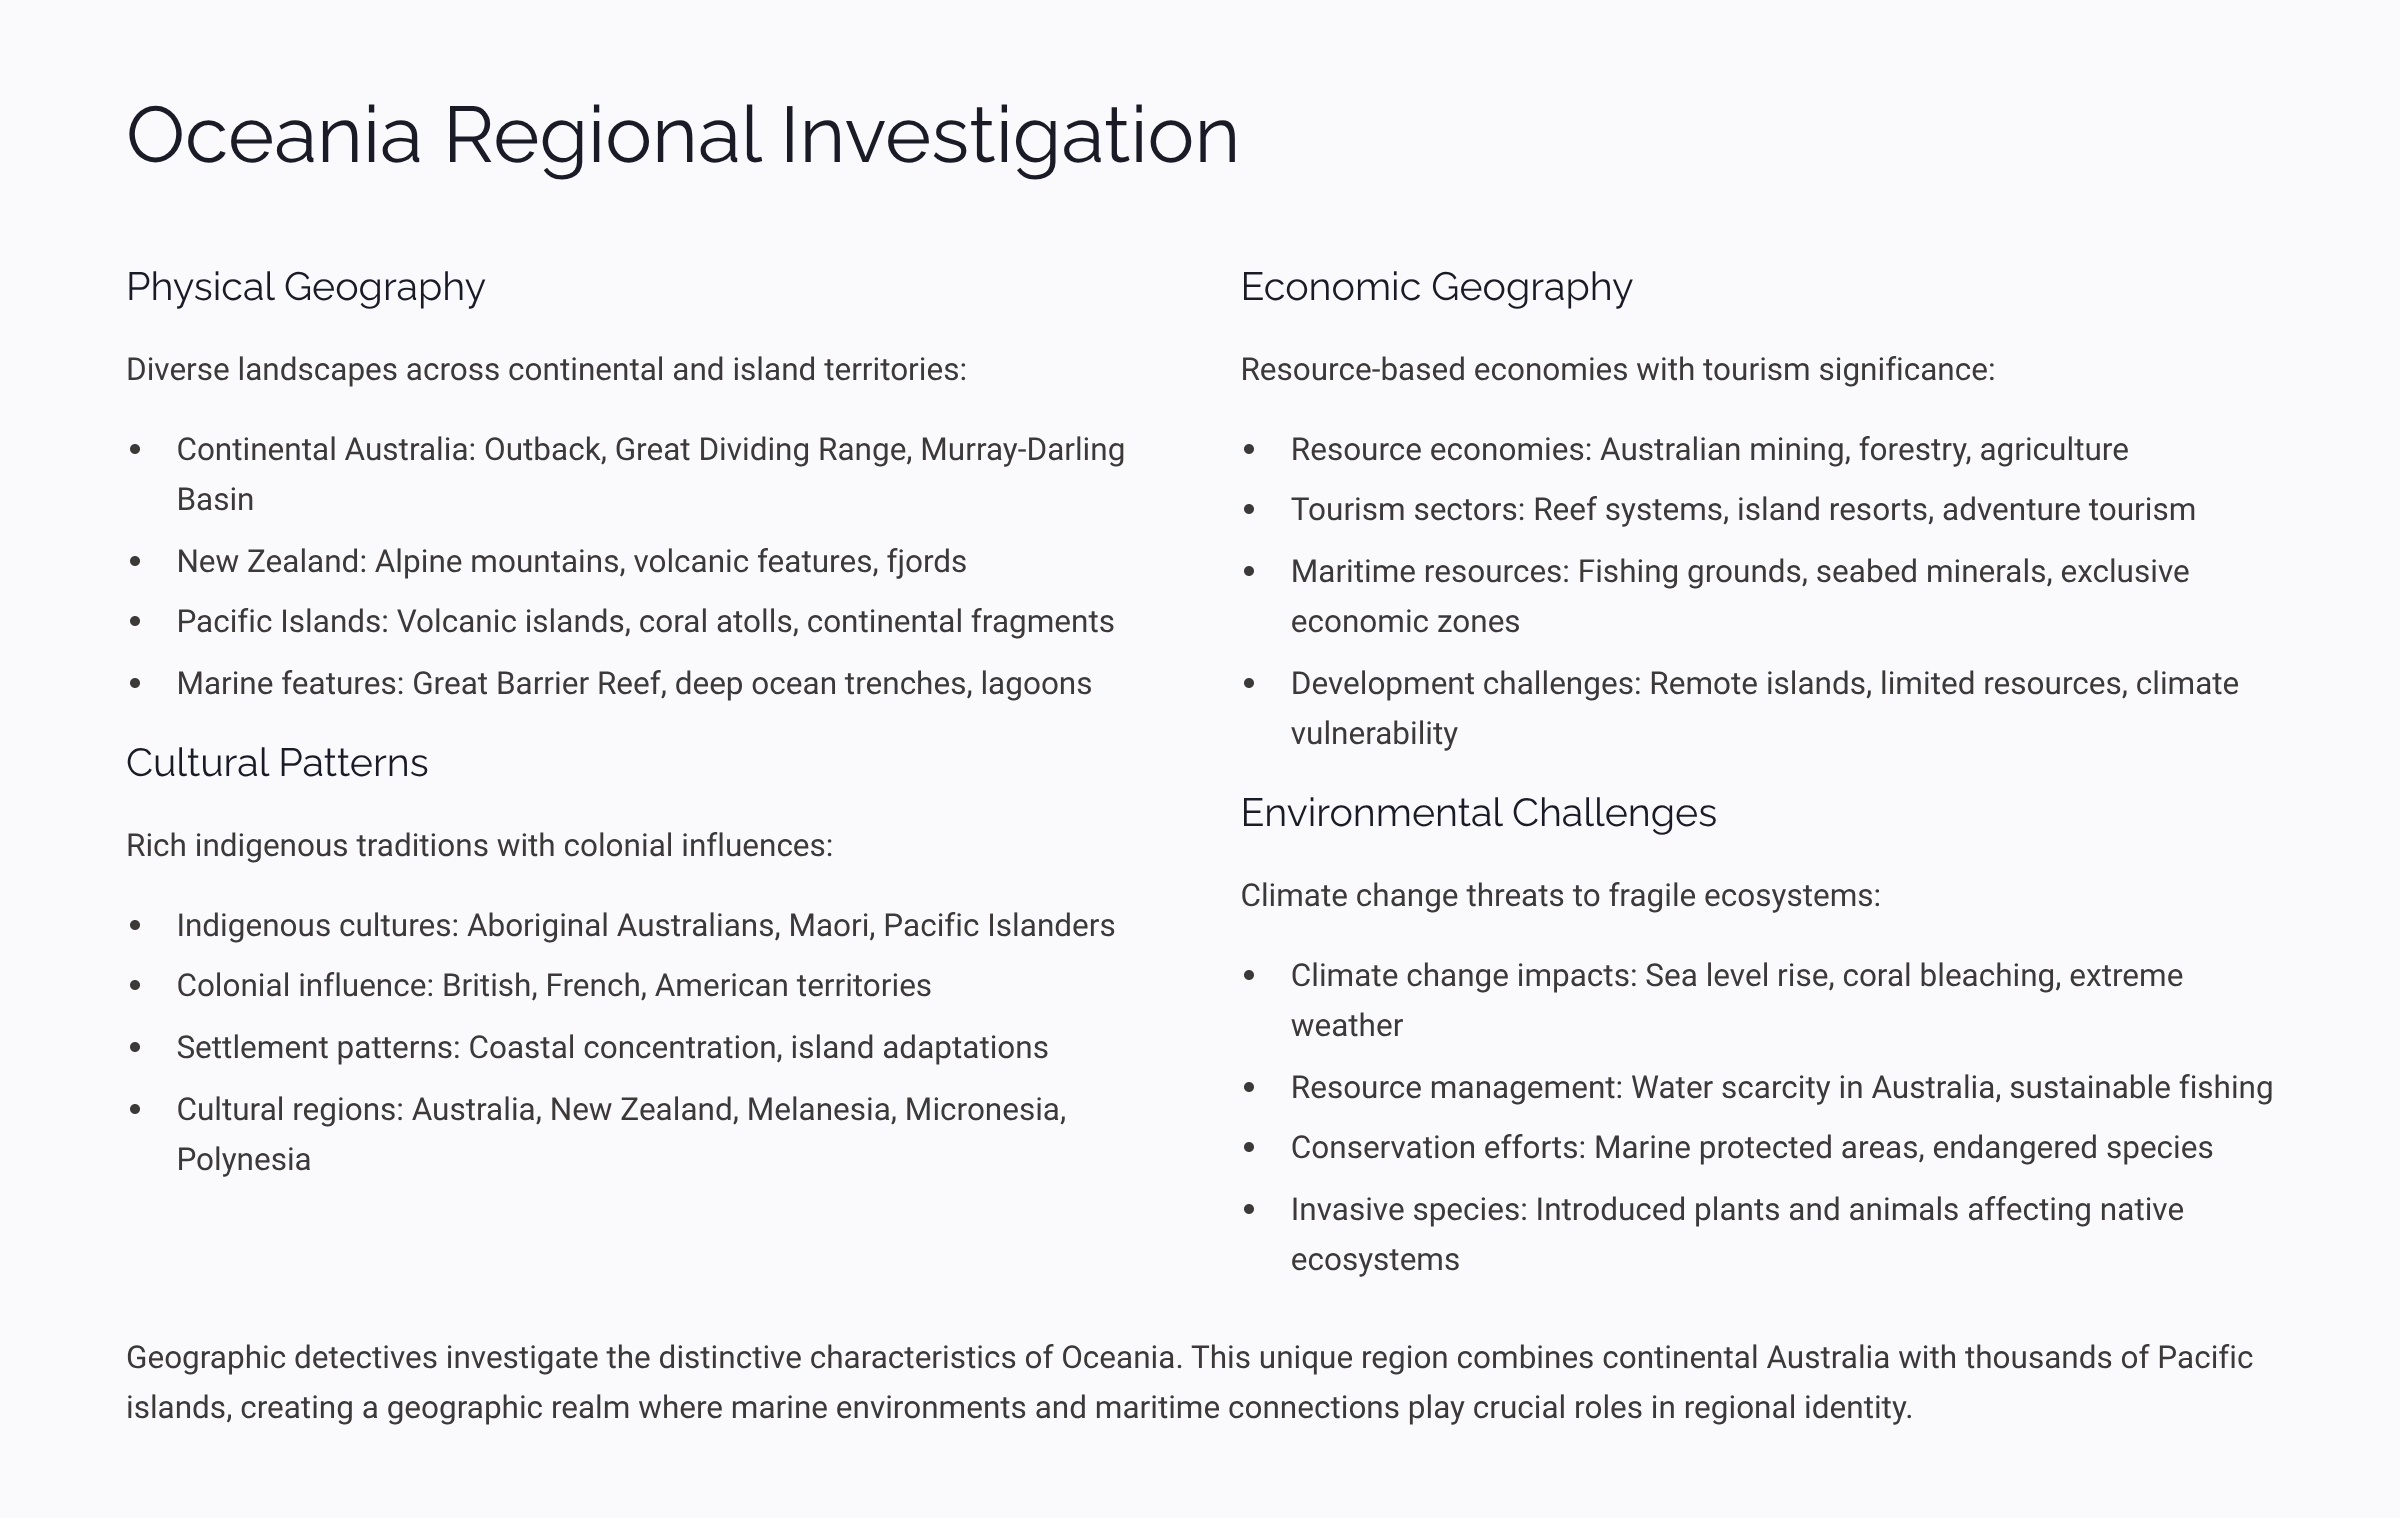 Oceania Regional Investigation
Physical Geography
Diverse landscapes across continental and island territories:
• Continental Australia: Outback, Great Dividing Range, Murray-Darling
Basin
• New Zealand: Alpine mountains, volcanic features, fjords
• Pacific Islands: Volcanic islands, coral atolls, continental fragments
• Marine features: Great Barrier Reef, deep ocean trenches, lagoons
Cultural Patterns
Rich indigenous traditions with colonial influences:
• Indigenous cultures: Aboriginal Australians, Maori, Pacific Islanders
• Colonial influence: British, French, American territories
• Settlement patterns: Coastal concentration, island adaptations
• Cultural regions: Australia, New Zealand, Melanesia, Micronesia,
Polynesia
Economic Geography
Resource-based economies with tourism significance:
• Resource economies: Australian mining, forestry, agriculture
• Tourism sectors: Reef systems, island resorts, adventure tourism
• Maritime resources: Fishing grounds, seabed minerals, exclusive
economic zones
• Development challenges: Remote islands, limited resources, climate
vulnerability
Environmental Challenges
Climate change threats to fragile ecosystems:
• Climate change impacts: Sea level rise, coral bleaching, extreme
weather
• Resource management: Water scarcity in Australia, sustainable fishing
• Conservation efforts: Marine protected areas, endangered species
• Invasive species: Introduced plants and animals affecting native
ecosystems
Geographic detectives investigate the distinctive characteristics of Oceania. This unique region combines continental Australia with thousands of Pacific
islands, creating a geographic realm where marine environments and maritime connections play crucial roles in regional identity.